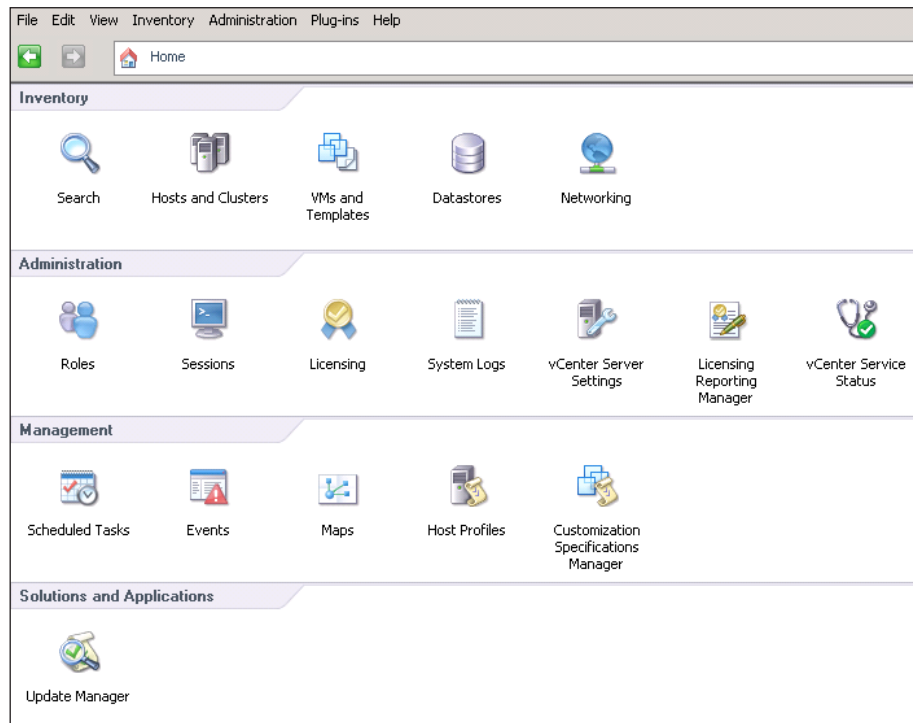 File Edit View Inventory Administration Plug-ins Help
Home
Inventory
Search
Hosts and Clusters
VMs and
Templates
Datastores
Networking
Administration
Roles
Sessions
Licensing
System Logs
vCenter Server
Settings
Licensing
Reporting
Manager
vCenter Service
Status
Management
Scheduled Tasks
Events
Maps
Host Profiles
Customization
Specifications
Manager
Solutions and Applications
Update Manager